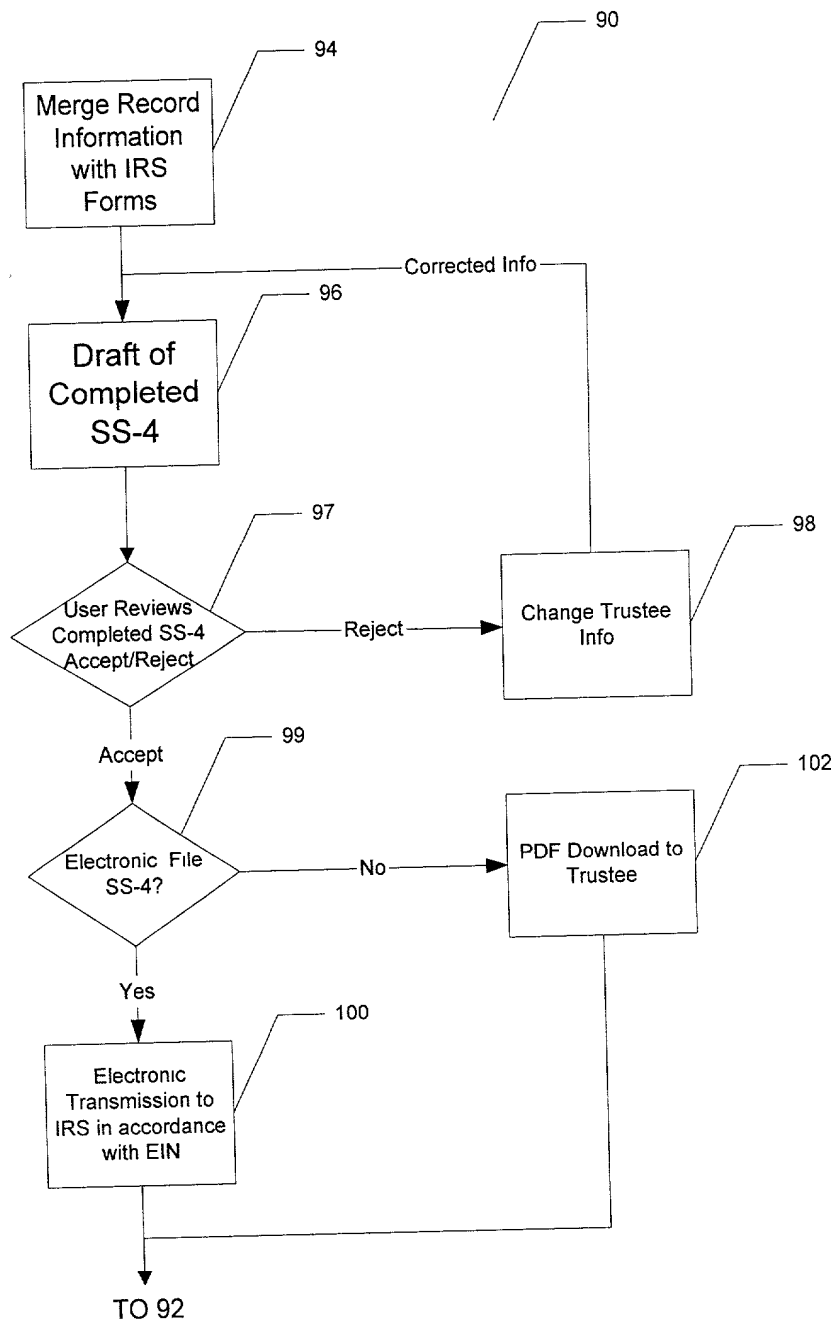 90
94
Merge Record
Information
with IRS
Forms
Corrected Info
96
Draft of
Completed
SS-4
97
98
User Reviews
Completed SS-4
Accept/Reject
Reject
Change Trustee
Info
Accept
99
102
Electronic File
SS-4?
No
PDF Download to
Trustee
Yes
100
Electronic
Transmission to
IRS in accordance
with EIN
TO 92